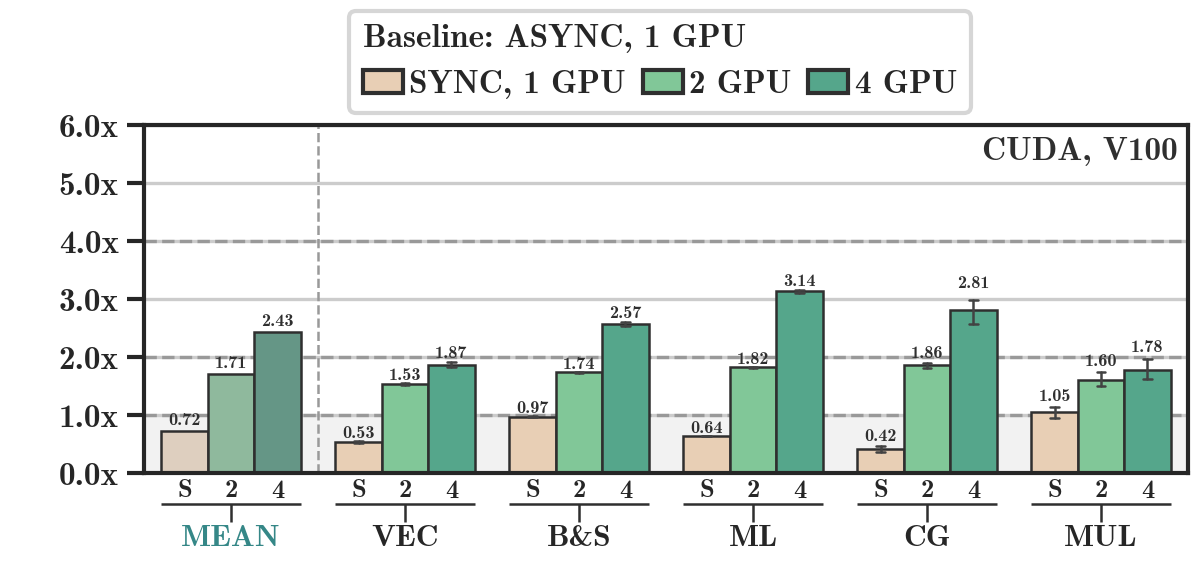 Baseline: ASYNC, 1 GPU
SYNC, 1 GPU 2 GPU 4 GPU
CUDA, V100
6.0x
5.0x
4.0x
3.0x
2.0x
1.0x
0.0x
0.72 1.71 2.43
0.53 1.53 1.87
0.97 1.74 2.57
0.64 1.82 3.14
0.42 1.86 2.81
1.05 1.60 1.78
S 2 4 S 2 4 S 2 4 S 2 4 S 2 4 S 2 4
MEAN VEC B&S ML CG MUL